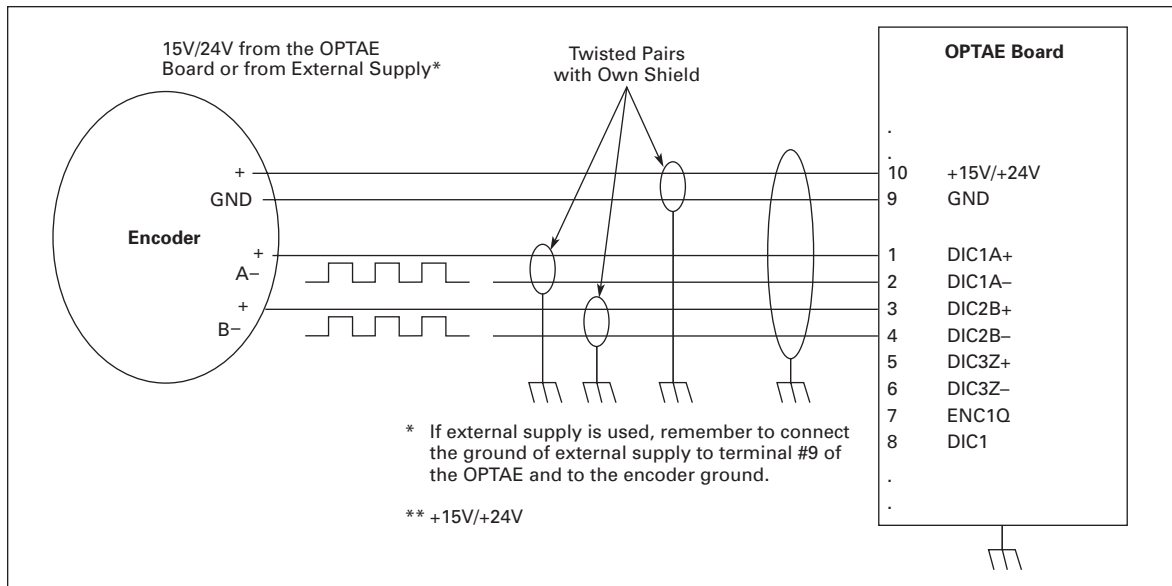 15V/24V from the OPTAE
Board or from External Supply*
Twisted Pairs
with Own Shield
OPTAE Board
.
.
+
10 +15V/+24V
GND
9 GND
Encoder
+
1 DIC1A+
A–
2 DIC1A–
+
3 DIC2B+
B–
4 DIC2B–
5 DIC3Z+
6 DIC3Z–
7 ENC1Q
8 DIC1
.
.
* If external supply is used, remember to connect
the ground of external supply to terminal #9 of
the OPTAE and to the encoder ground.
** +15V/+24V